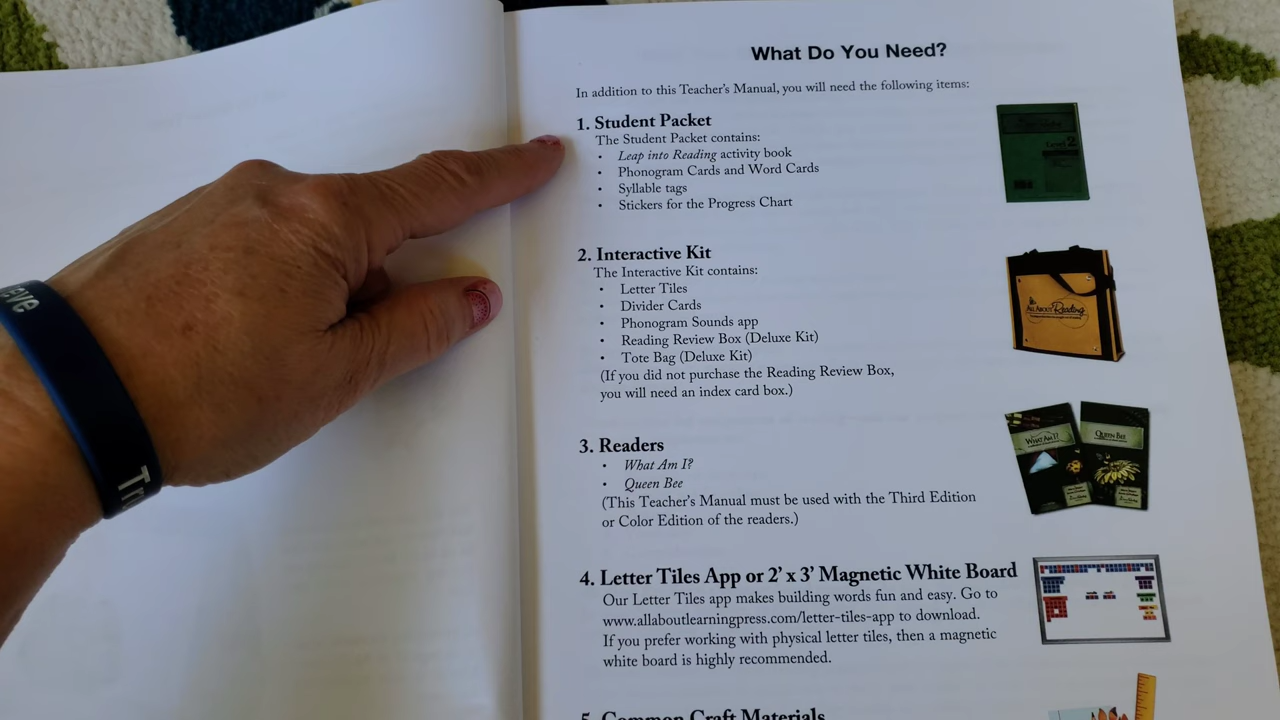 What Do You Need?
In addition to this Teacher's Manual, you will need the following items:
1. Student Packet
The Student Packet contains:
• Leap into Reading activity book
• Phonogram Cards and Word Cards
• Syllable tags
• Stickers for the Progress Chart
Level 2
2. Interactive Kit
The Interactive Kit contains:
• Letter Tiles
• Divider Cards
• Phonogram Sounds app
• Reading Review Box (Deluxe Kit)
• Tote Bag (Deluxe Kit)
(If you did not purchase the Reading Review Box,
you will need an index card box.)
ALL ABOUT Reading
3. Readers
• What Am I?
• Queen Bee
(This Teacher's Manual must be used with the Third Edition
or Color Edition of the readers.)
WHAT AM I?
QUEEN BEE
4. Letter Tiles App or 2' x 3' Magnetic White Board
Our Letter Tiles app makes building words fun and easy. Go to
www.allaboutlearningpress.com/letter-tiles-app to download.
If you prefer working with physical letter tiles, then a magnetic
white board is highly recommended.
5. Common Craft Materials
eve